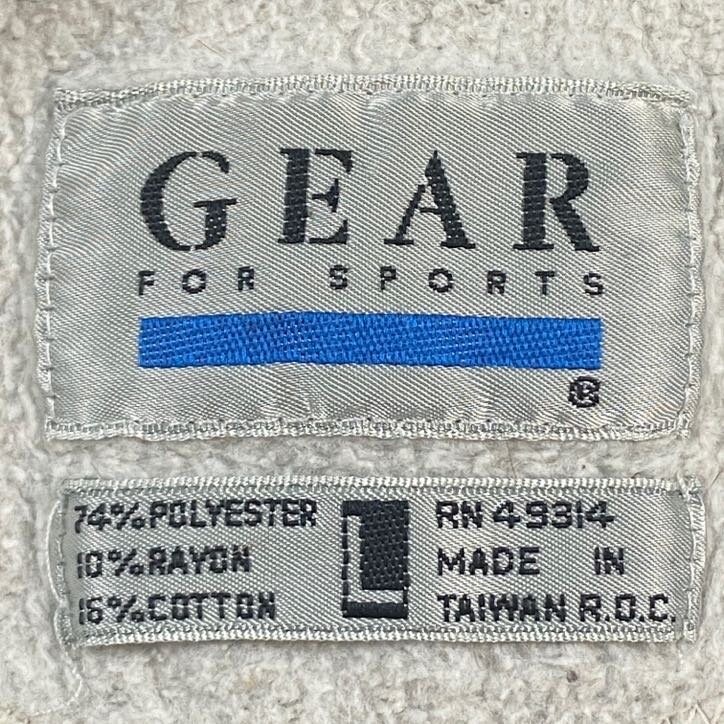 GEAR
FOR SPORTS
®
74% POLYESTER
10% RAYON
16% COTTON
L
RN 49314
MADE IN
TAIWAN R.O.C.